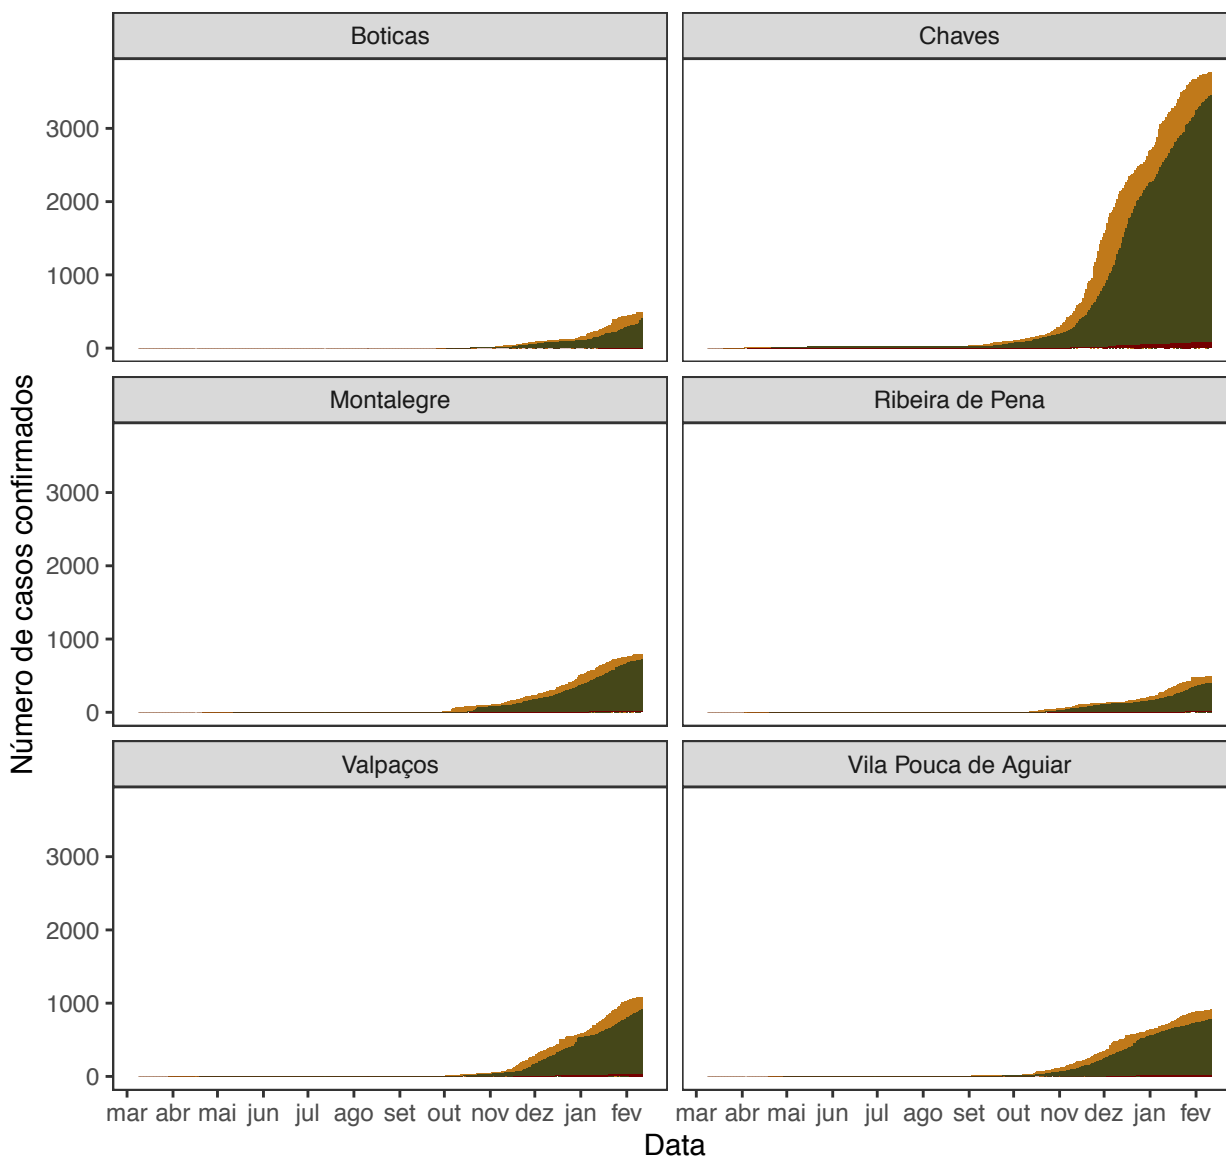 Boticas
Chaves
3000
2000
1000
0
Montalegre
Ribeira de Pena
3000
2000
1000
0
Valpaços
Vila Pouca de Aguiar
3000
2000
1000
0
mar abr mai jun jul ago set out nov dez jan fev
mar abr mai jun jul ago set out nov dez jan fev
Data
Número de casos confirmados